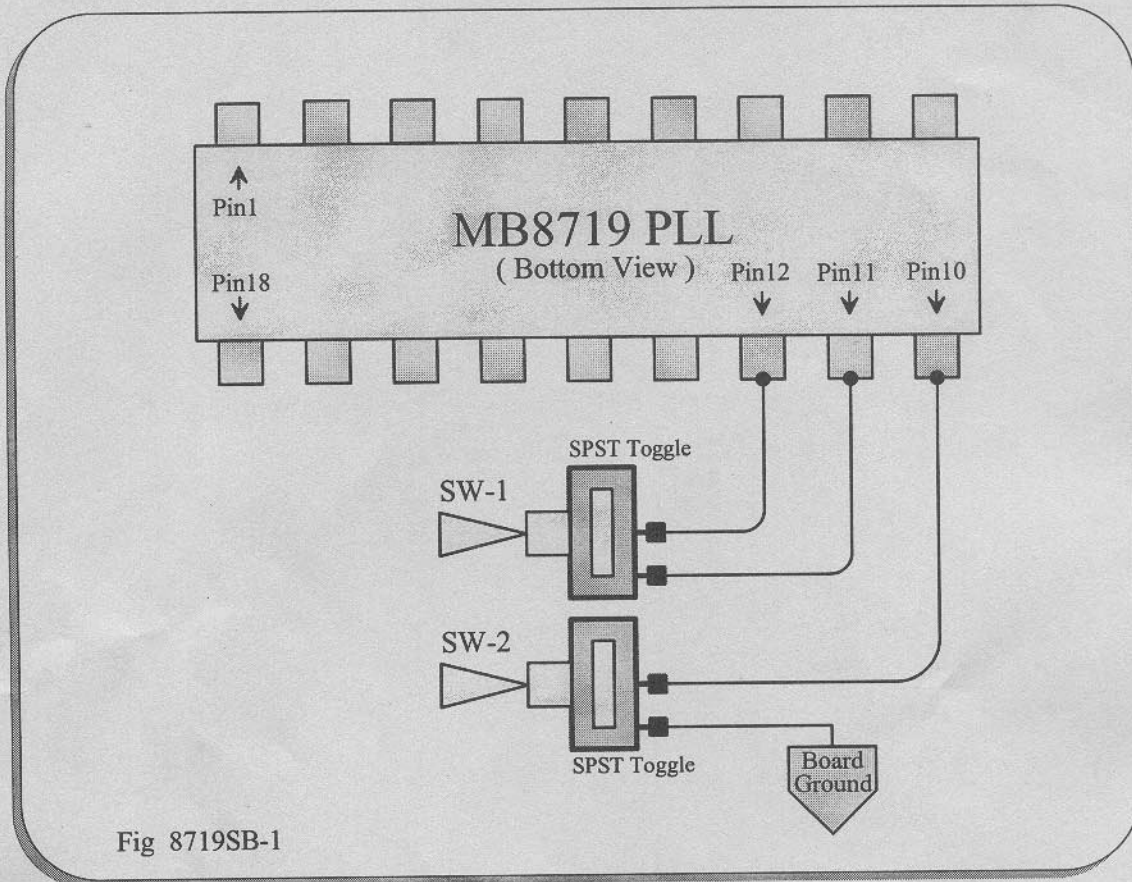 Pin1
MB8719 PLL
( Bottom View )
Pin18
Pin12
Pin11
Pin10
SPST Toggle
SW-1
SW-2
SPST Toggle
Board
Ground
Fig 8719SB-1